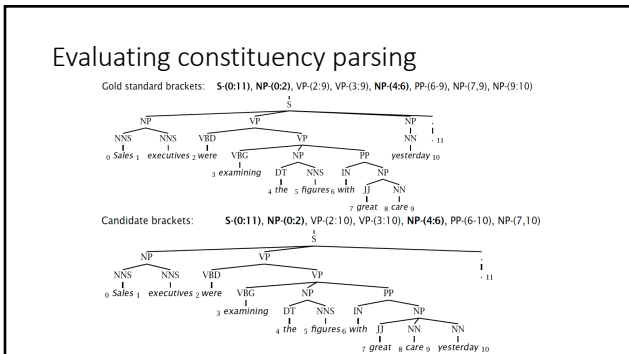 Evaluating constituency parsing
Gold standard brackets: S-(0:11), NP-(0:2), VP-(2:9), VP-(3:9), NP-(4:6), PP-(6-9), NP-(7,9), NP-(9:10)
S
NP VP NP .
NNS NNS VBD VP NN 11
0 Sales 1 executives 2 were VBG NP PP yesterday 10
3 examining DT NNS IN NP
4 the 5 figures 6 with JJ NN
7 great 8 care 9
Candidate brackets: S-(0:11), NP-(0:2), VP-(2:10), VP-(3:10), NP-(4:6), PP-(6-10), NP-(7,10)
S
NP VP .
NNS NNS VBD VP 11
0 Sales 1 executives 2 were VBG NP PP
3 examining DT NNS IN NP
4 the 5 figures 6 with JJ NN NN
7 great 8 care 9 yesterday 10